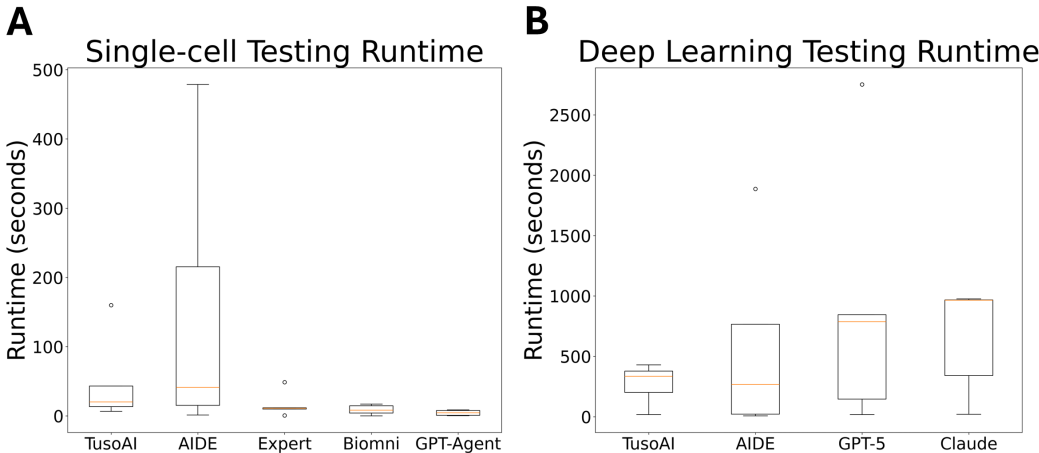 A
Single-cell Testing Runtime
Runtime (seconds)
500
400
300
200
100
0
TusoAI AIDE Expert Biomni GPT-Agent
B
Deep Learning Testing Runtime
Runtime (seconds)
2500
2000
1500
1000
500
0
TusoAI AIDE GPT-5 Claude